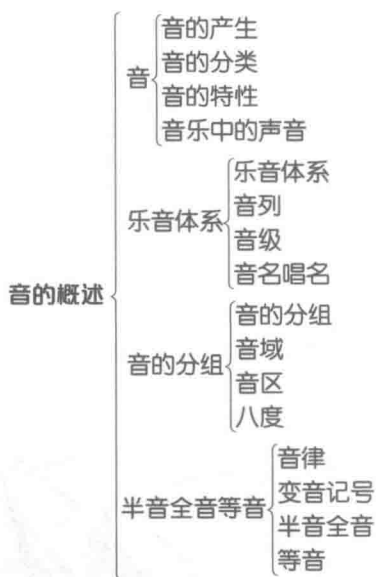 音的产生
音的分类
音
音的特性
音乐中的声音
乐音体系
乐音体系
音列
音级
音名唱名
音的概述
音的分组
音的分组
音域
音区
八度
音律
半音全音等音
变音记号
半音全音
等音